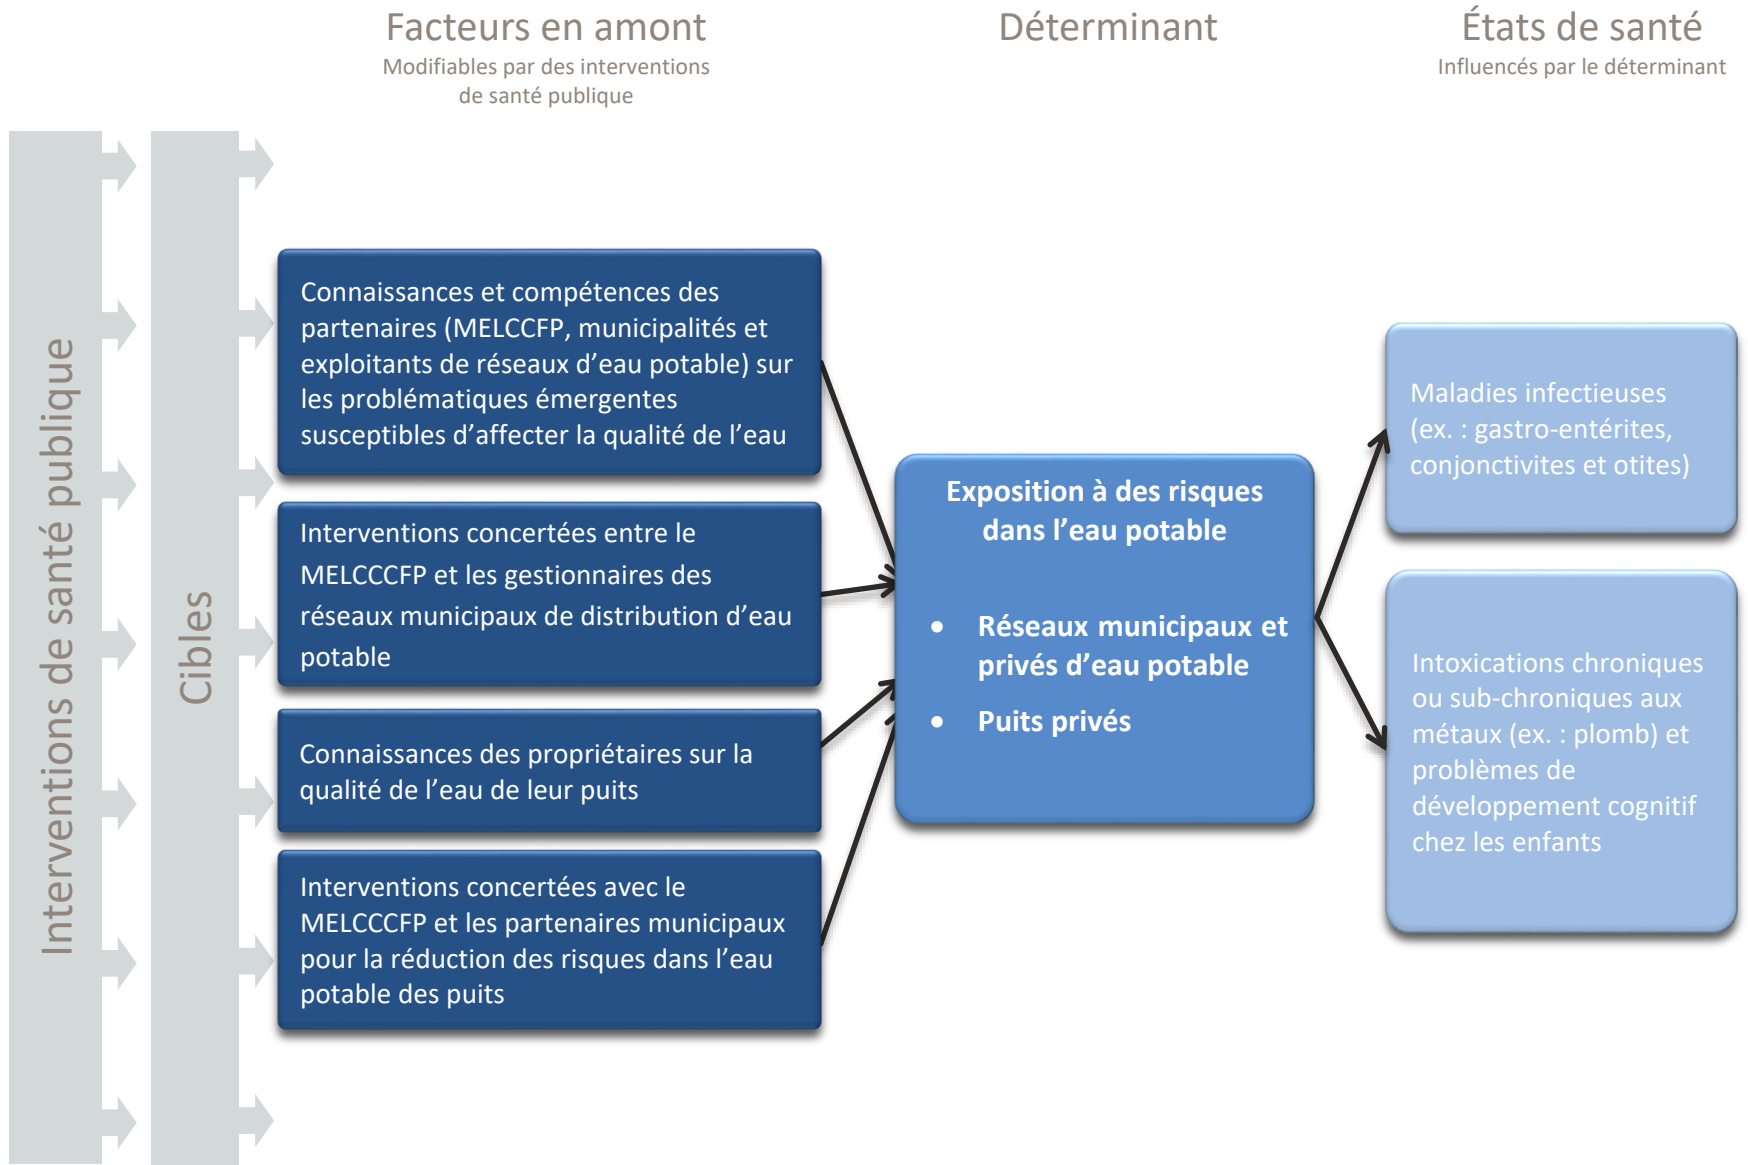 Facteurs en amont
Modifiables par des interventions
de santé publique
Déterminant
États de santé
Influencés par le déterminant
Interventions de santé publique
Cibles
Connaissances et compétences des
partenaires (MELCCFP, municipalités et
exploitants de réseaux d’eau potable) sur
les problématiques émergentes
susceptibles d’affecter la qualité de l’eau
Interventions concertées entre le
MELCCCFP et les gestionnaires des
réseaux municipaux de distribution d’eau
potable
Connaissances des propriétaires sur la
qualité de l’eau de leur puits
Interventions concertées avec le
MELCCCFP et les partenaires municipaux
pour la réduction des risques dans l’eau
potable des puits
Exposition à des risques
dans l’eau potable
• Réseaux municipaux et
privés d’eau potable
• Puits privés
Maladies infectieuses
(ex. : gastro-entérites,
conjonctivites et otites)
Intoxications chroniques
ou sub-chroniques aux
métaux (ex. : plomb) et
problèmes de
développement cognitif
chez les enfants